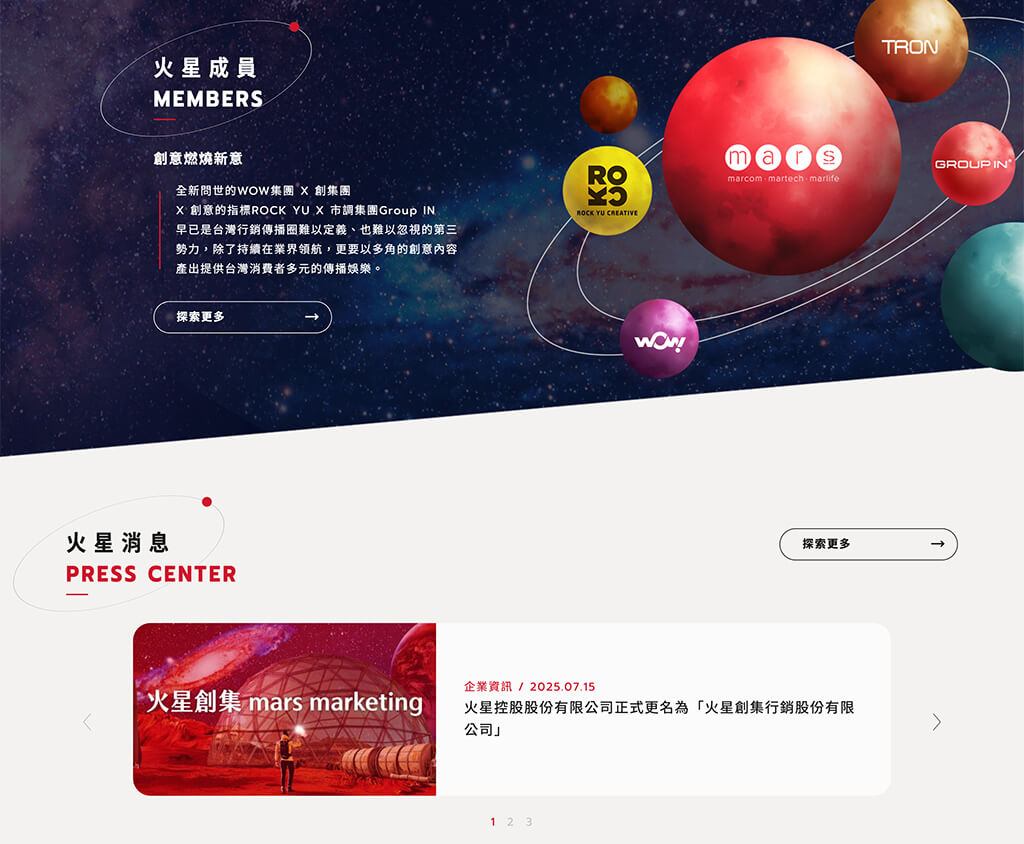 火星成員
MEMBERS
創意燃燒新意
全新問世的WOW集團 X 創集團
X 創意的指標ROCK YU X 市調集團Group IN
早已是台灣行銷傳播圈難以定義、也難以忽視的第三
勢力，除了持續在業界領航，更要以多角的創意內容
產出提供台灣消費者多元的傳播娛樂。
探索更多
TRON
mars
marcom·martech·marlife
GROUP IN
ROCK
ROCK YU CREATIVE
WOW!
火星消息
PRESS CENTER
探索更多
火星創集 mars marketing
企業資訊 / 2025.07.15
火星控股股份有限公司正式更名為「火星創集行銷股份有限
公司」
1 2 3